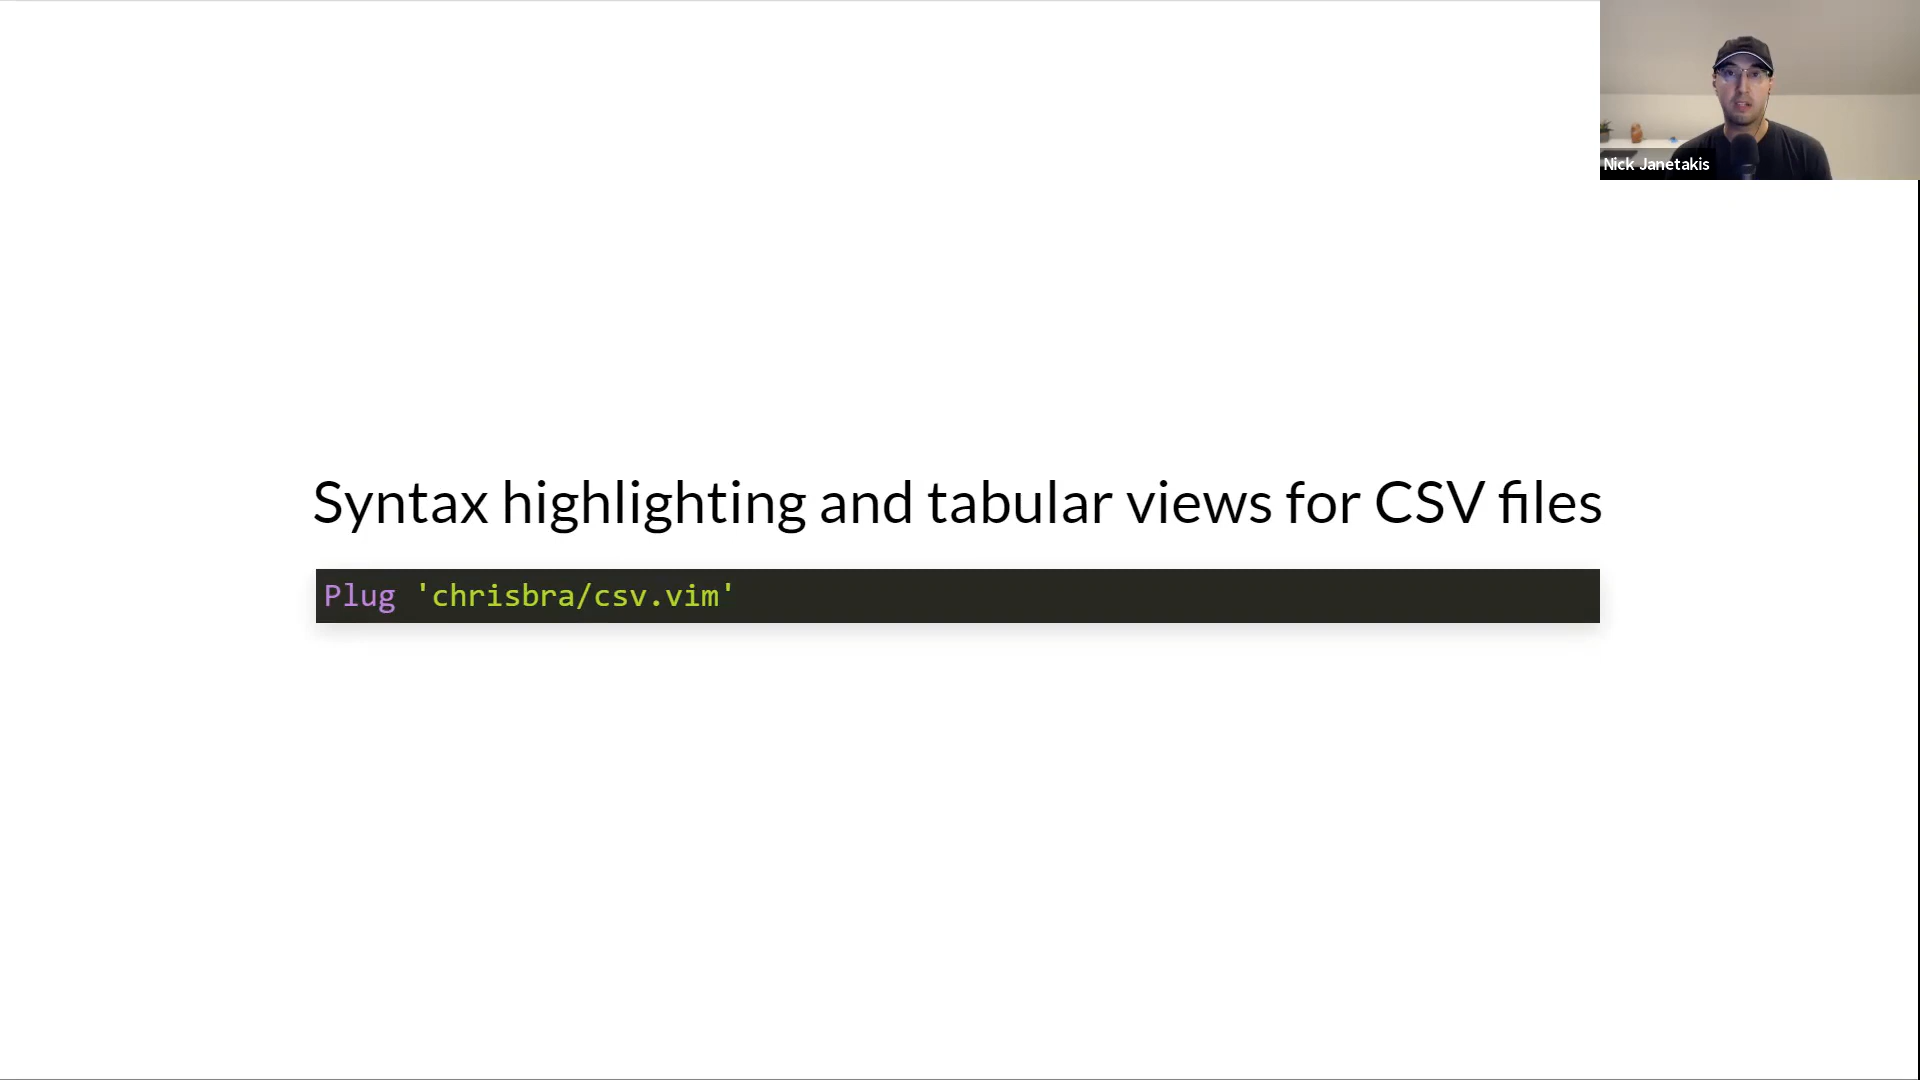 Nick Janetakis
Syntax highlighting and tabular views for CSV files
Plug 'chrisbra/csv.vim'